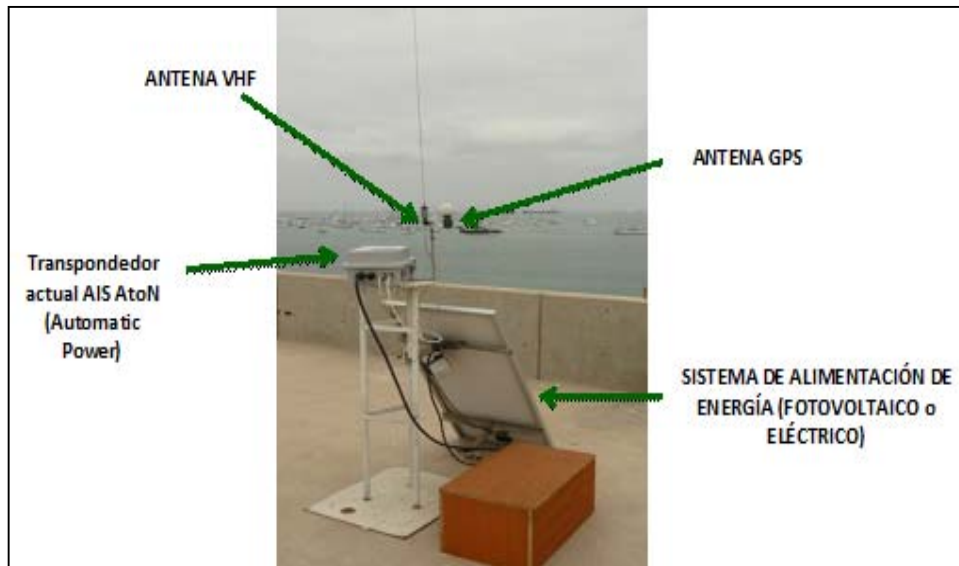 ANTENA VHF
ANTENA GPS
Transpondedor
actual AIS AtoN
(Automatic
Power)
SISTEMA DE ALIMENTACIÓN DE
ENERGÍA (FOTOVOLTAICO o
ELÉCTRICO)